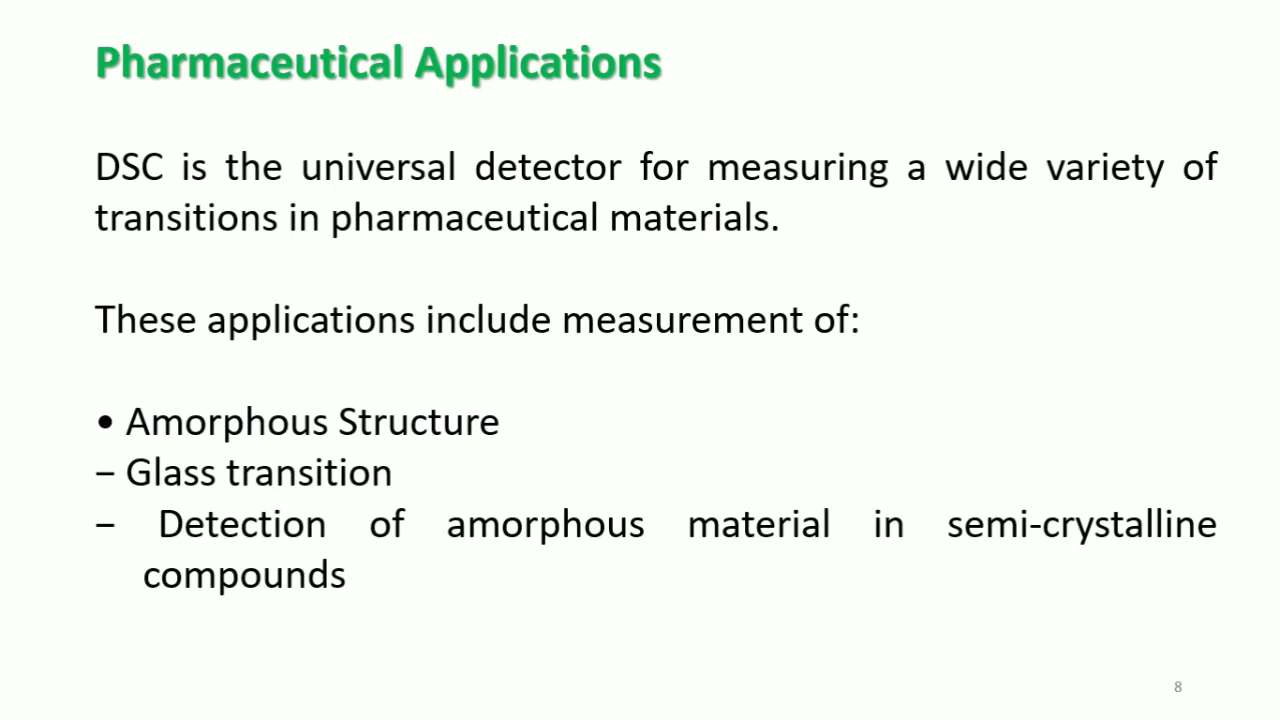 Pharmaceutical Applications
DSC is the universal detector for measuring a wide variety of
transitions in pharmaceutical materials.
These applications include measurement of:
• Amorphous Structure
− Glass transition
− Detection of amorphous material in semi-crystalline
compounds
8